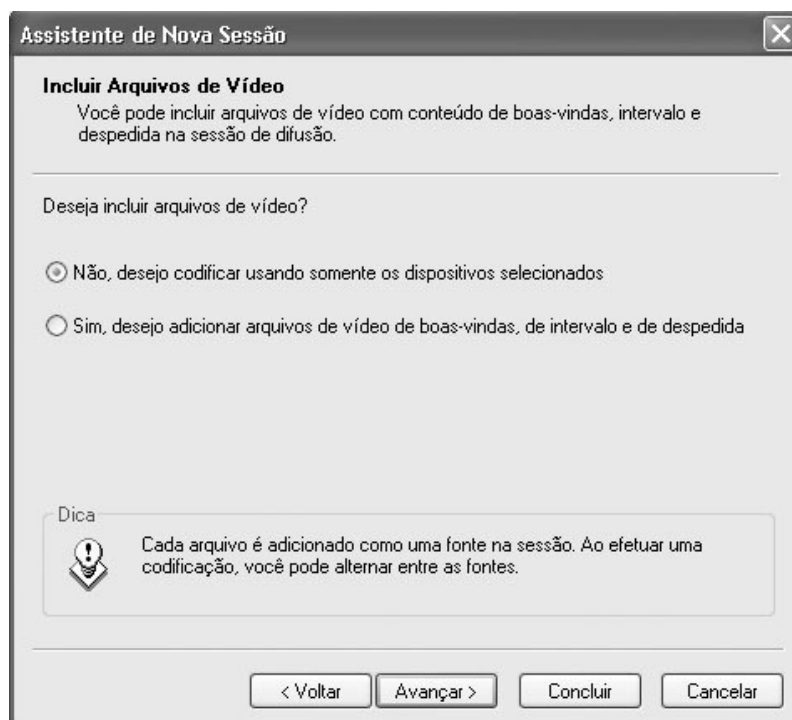 Assistente de Nova Sessão
Incluir Arquivos de Vídeo
Você pode incluir arquivos de vídeo com conteúdo de boas-vindas, intervalo e
despedida na sessão de difusão.
Deseja incluir arquivos de vídeo?
Não, desejo codificar usando somente os dispositivos selecionados
Sim, desejo adicionar arquivos de vídeo de boas-vindas, de intervalo e de despedida
Dica
Cada arquivo é adicionado como uma fonte na sessão. Ao efetuar uma
codificação, você pode alternar entre as fontes.
< Voltar Avançar > Concluir Cancelar